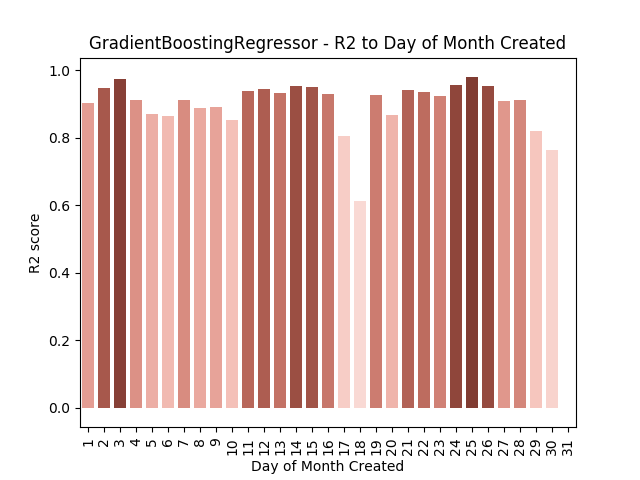 GradientBoostingRegressor - R2 to Day of Month Created
1.0
0.8
0.6
0.4
0.2
0.0
R2 score
1 2 3 4 5 6 7 8 9 10 11 12 13 14 15 16 17 18 19 20 21 22 23 24 25 26 27 28 29 30 31
Day of Month Created